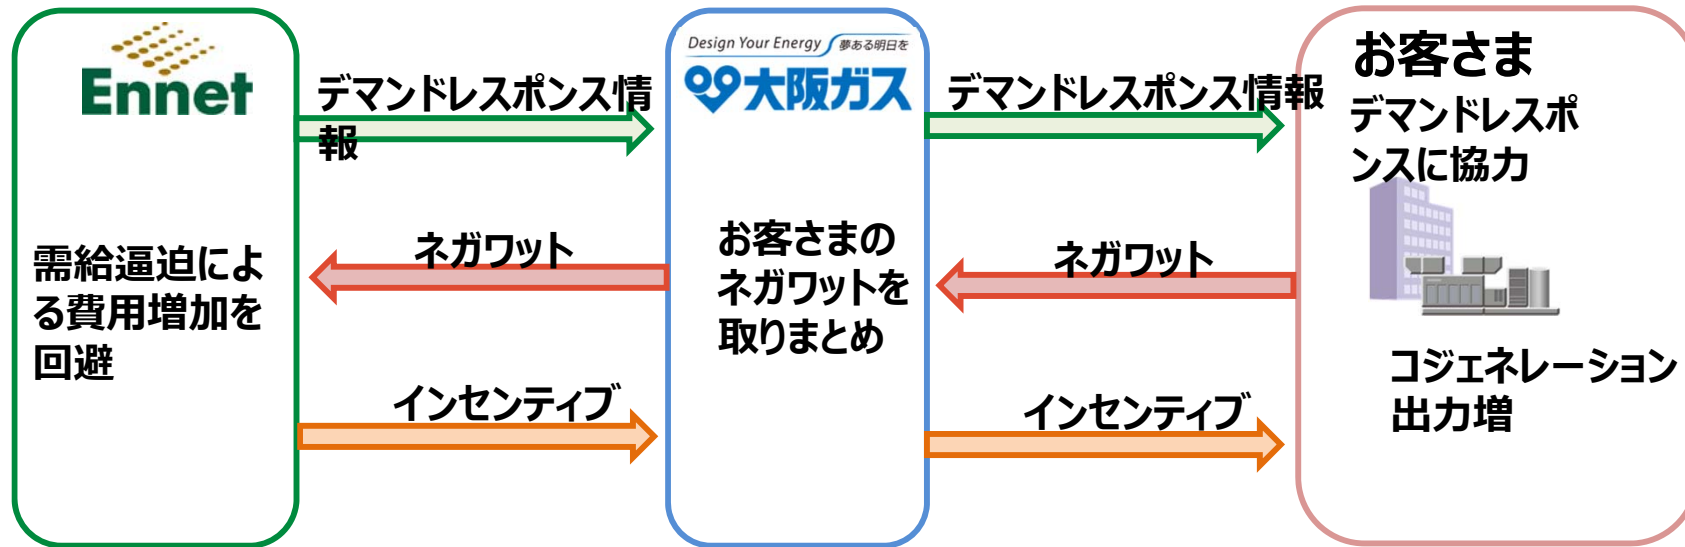 Ennet
デマンドレスポンス情
報
需給逼迫によ
る費用増加を
回避
ネガワット
インセンティブ
Design Your Energy 夢ある明日を
大阪ガス
お客さまの
ネガワットを
取りまとめ
デマンドレスポンス情報
ネガワット
インセンティブ
お客さま
デマンドレスポ
ンスに協力
コジェネレーション
出力増